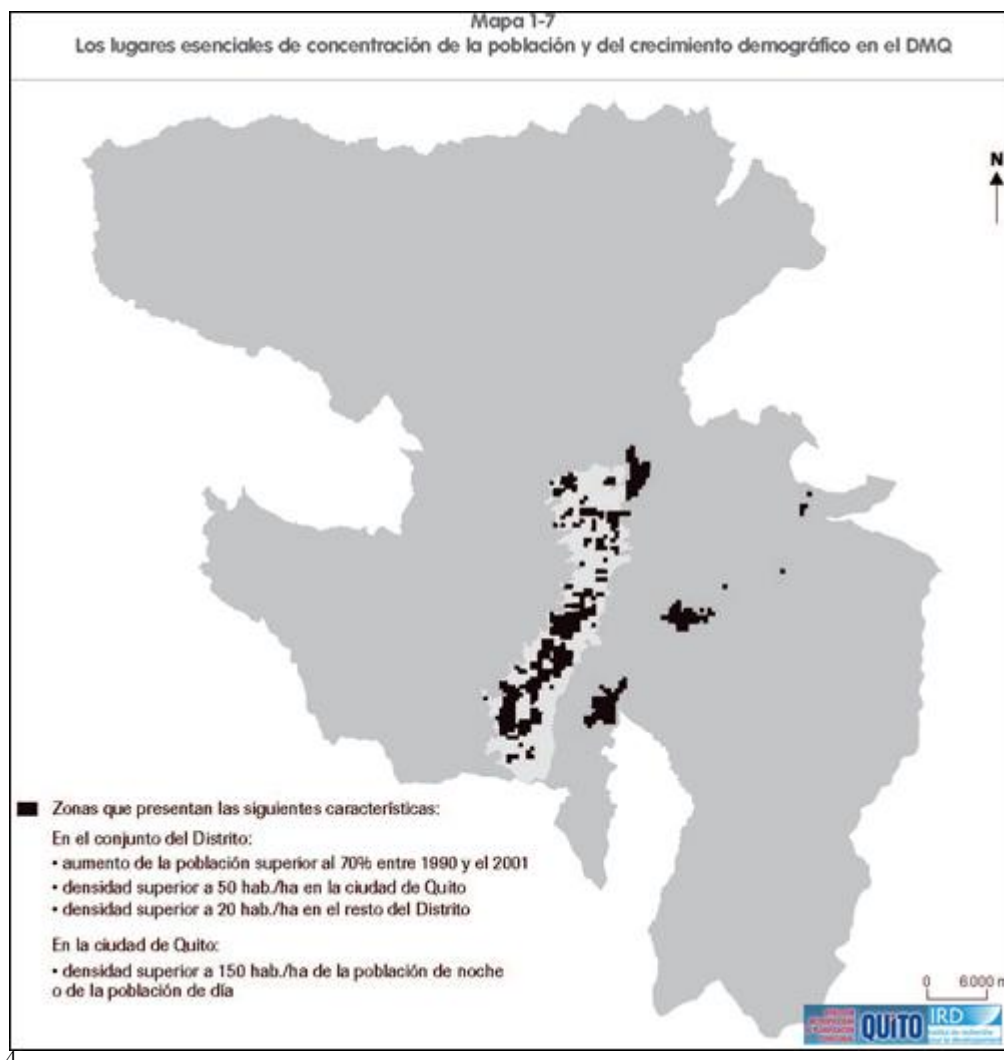 Mapa 1-7
Los lugares esenciales de concentración de la población y del crecimiento demográfico en el DMQ
N
Zonas que presentan las siguientes características:
En el conjunto del Distrito:
• aumento de la población superior al 70% entre 1990 y el 2001
• densidad superior a 50 hab./ha en la ciudad de Quito
• densidad superior a 20 hab./ha en el resto del Distrito
En la ciudad de Quito:
• densidad superior a 150 hab./ha de la población de noche
o de la población de día
0 6 000 m
QUITO
IRD
4